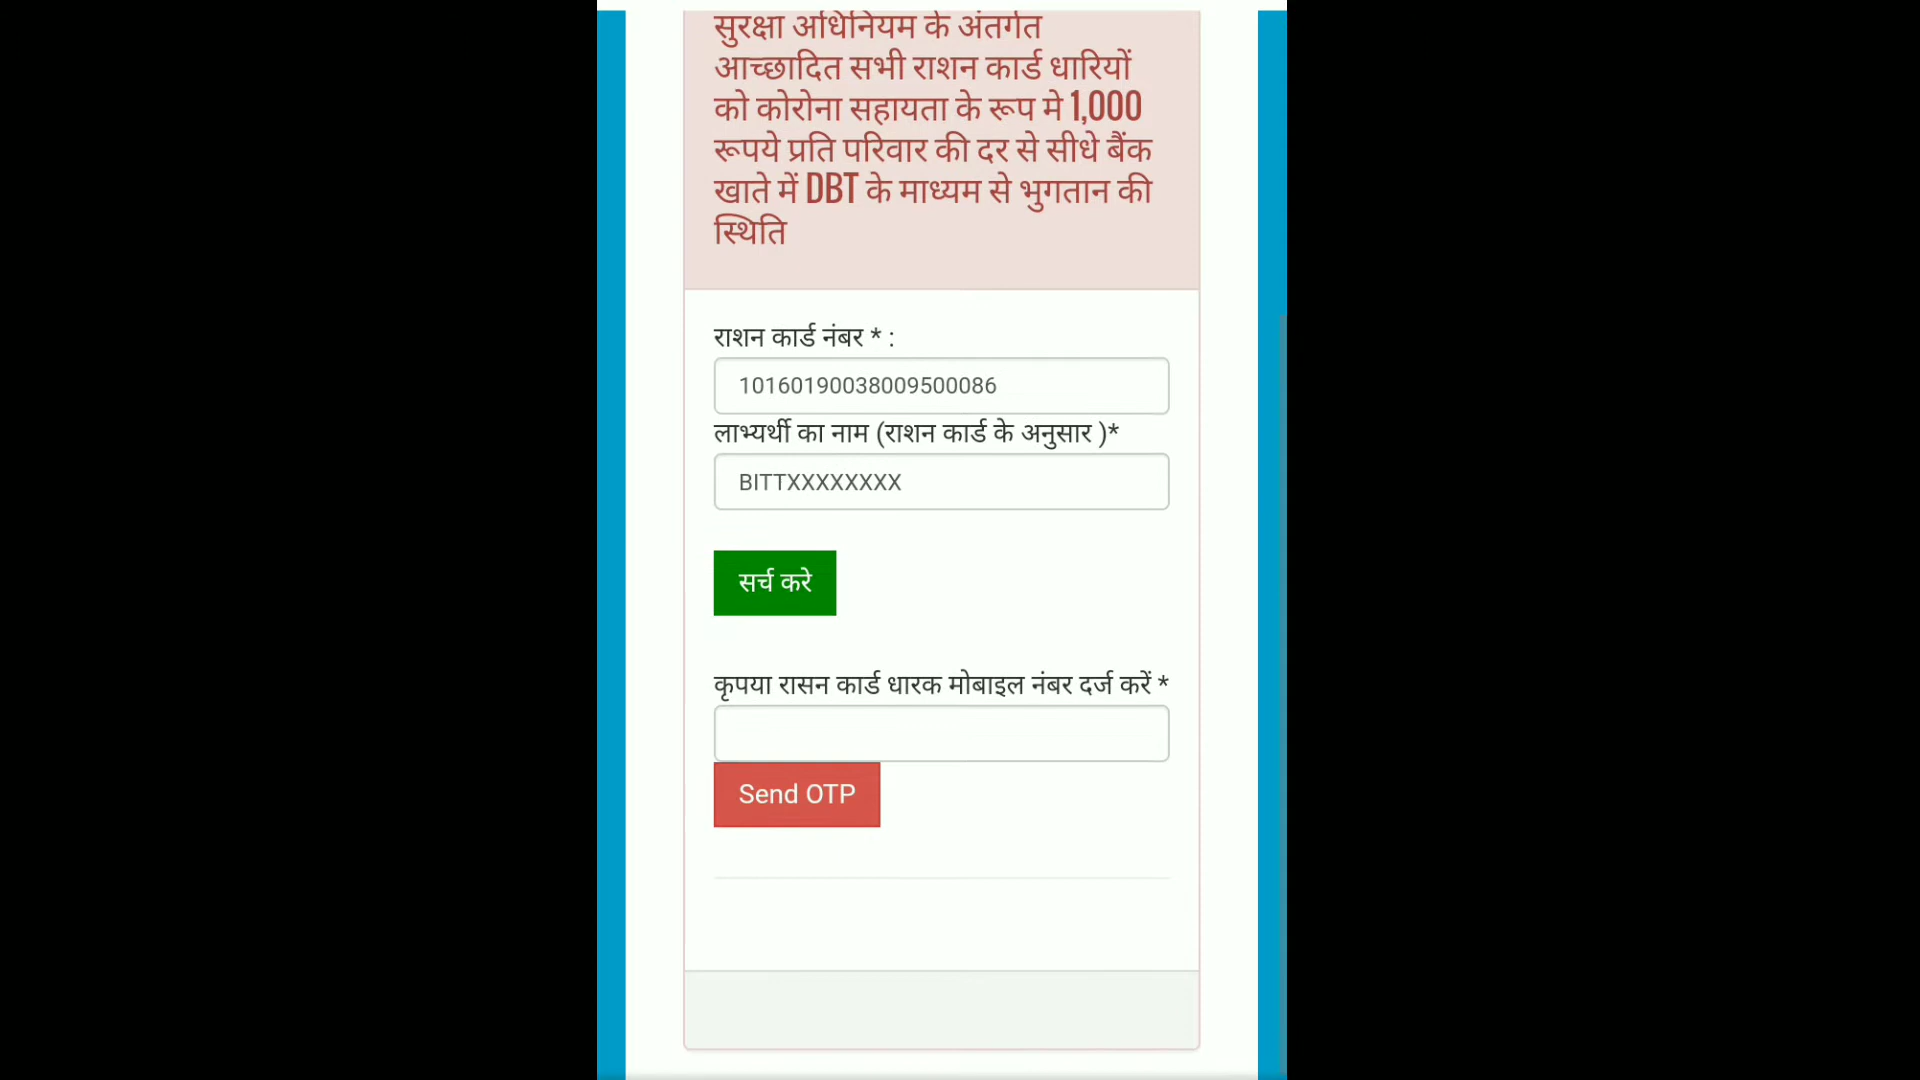 सुरक्षा अधिनियम के अंतर्गत
आच्छादित सभी राशन कार्ड धारियों
को कोरोना सहायता के रूप मे 1,000
रूपये प्रति परिवार की दर से सीधे बैंक
खाते में DBT के माध्यम से भुगतान की
स्थिति
राशन कार्ड नंबर * :
10160190038009500086
लाभ्यर्थी का नाम (राशन कार्ड के अनुसार )*
BITTXXXXXXXX
सर्च करे
कृपया रासन कार्ड धारक मोबाइल नंबर दर्ज करें *
Send OTP